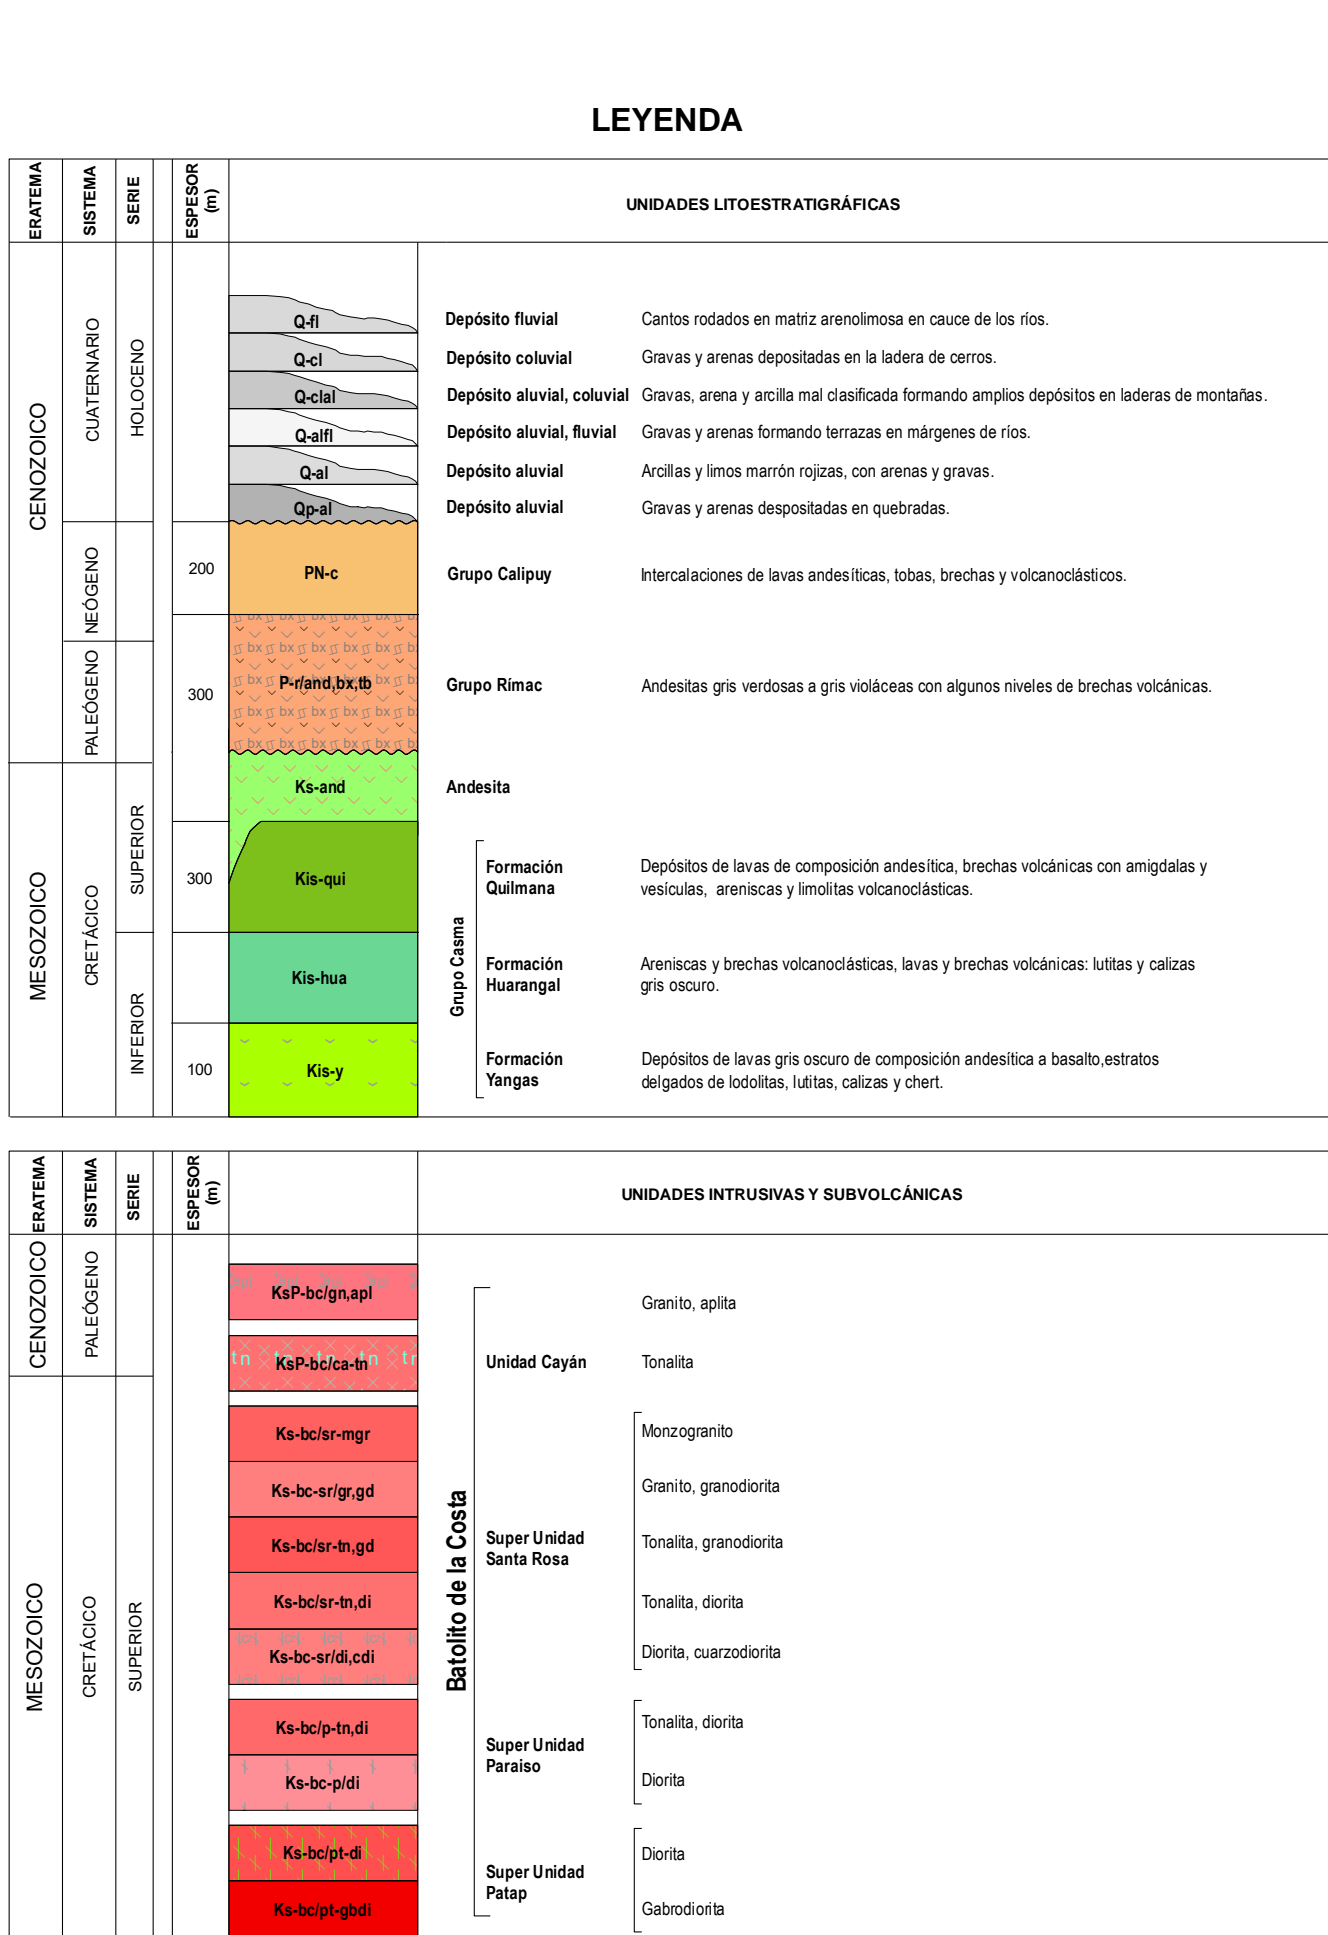 LEYENDA
ERATEMA
SISTEMA
SERIE
ESPESOR (m)
UNIDADES LITOESTRATIGRÁFICAS
CENOZOICO
CUATERNARIO
HOLOCENO
Q-fl
Depósito fluvial
Cantos rodados en matriz arenolimosa en cauce de los ríos.
Q-cl
Depósito coluvial
Gravas y arenas depositadas en la ladera de cerros.
Q-clal
Depósito aluvial, coluvial
Gravas, arena y arcilla mal clasificada formando amplios depósitos en laderas de montañas.
Q-alfl
Depósito aluvial, fluvial
Gravas y arenas formando terrazas en márgenes de ríos.
Q-al
Depósito aluvial
Arcillas y limos marrón rojizas, con arenas y gravas.
Qp-al
Depósito aluvial
Gravas y arenas despositadas en quebradas.
NEÓGENO
200
PN-c
Grupo Calipuy
Intercalaciones de lavas andesíticas, tobas, brechas y volcanoclásticos.
PALEÓGENO
300
P-r/and,bx,tb
Grupo Rímac
Andesitas gris verdosas a gris violáceas con algunos niveles de brechas volcánicas.
MESOZOICO
CRETÁCICO
SUPERIOR
Ks-and
Andesita
300
Kis-qui
Grupo Casma
Formación
Quilmana
Depósitos de lavas de composición andesítica, brechas volcánicas con amigdalas y
vesículas, areniscas y limolitas volcanoclásticas.
INFERIOR
Kis-hua
Formación
Huarangal
Areniscas y brechas volcanoclásticas, lavas y brechas volcánicas: lutitas y calizas
gris oscuro.
100
Kis-y
Formación
Yangas
Depósitos de lavas gris oscuro de composición andesítica a basalto,estratos
delgados de lodolitas, lutitas, calizas y chert.
ERATEMA
SISTEMA
SERIE
ESPESOR (m)
UNIDADES INTRUSIVAS Y SUBVOLCÁNICAS
CENOZOICO
PALEÓGENO
KsP-bc/gn,apl
Granito, aplita
KsP-bc/ca-tn
Unidad Cayán
Tonalita
MESOZOICO
CRETÁCICO
SUPERIOR
Batolito de la Costa
Ks-bc/sr-mgr
Monzogranito
Ks-bc-sr/gr,gd
Granito, granodiorita
Ks-bc/sr-tn,gd
Super Unidad
Santa Rosa
Tonalita, granodiorita
Ks-bc/sr-tn,di
Tonalita, diorita
Ks-bc-sr/di,cdi
Diorita, cuarzodiorita
Ks-bc/p-tn,di
Tonalita, diorita
Super Unidad
Paraiso
Ks-bc-p/di
Diorita
Ks-bc/pt-di
Diorita
Super Unidad
Patap
Ks-bc/pt-gbdi
Gabrodiorita